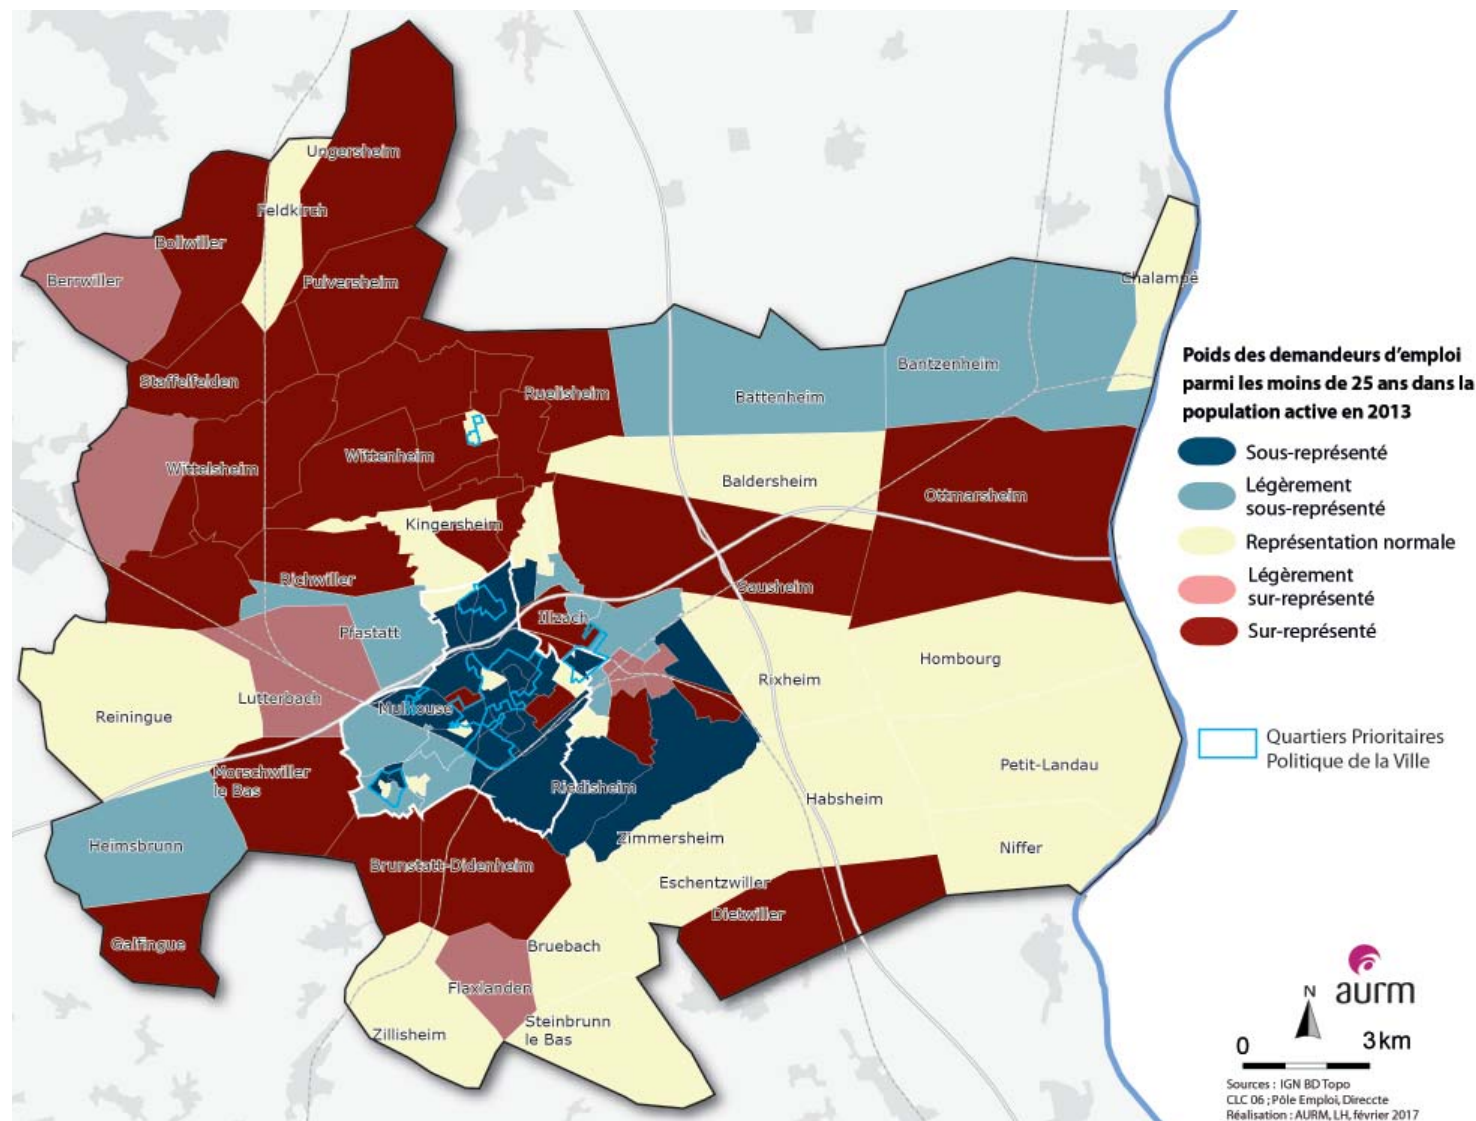 Ungersheim
Feldkirch
Bollwiller
Berrwiller
Pulversheim
Chalampé
Staffelfelden
Ruelisheim
Battenheim
Bantzenheim
Wittelsheim
Wittenheim
Baldersheim
Ottmarsheim
Kingersheim
Richwiller
Sausheim
Illzach
Pfastatt
Hombourg
Rixheim
Lutterbach
Mulhouse
Reiningue
Petit-Landau
Morschwiller
le Bas
Riedisheim
Habsheim
Heimsbrunn
Zimmersheim
Niffer
Brunstatt-Didenheim
Eschentzwiller
Dietwiller
Galfingue
Bruebach
Flaxlanden
Steinbrunn
le Bas
Zillisheim
Poids des demandeurs d'emploi
parmi les moins de 25 ans dans la
population active en 2013
Sous-représenté
Légèrement
sous-représenté
Représentation normale
Légèrement
sur-représenté
Sur-représenté
Quartiers Prioritaires
Politique de la Ville
aurm
N
0 3 km
Sources : IGN BD Topo
CLC 06 ; Pôle Emploi, Direccte
Réalisation : AURM, LH, février 2017